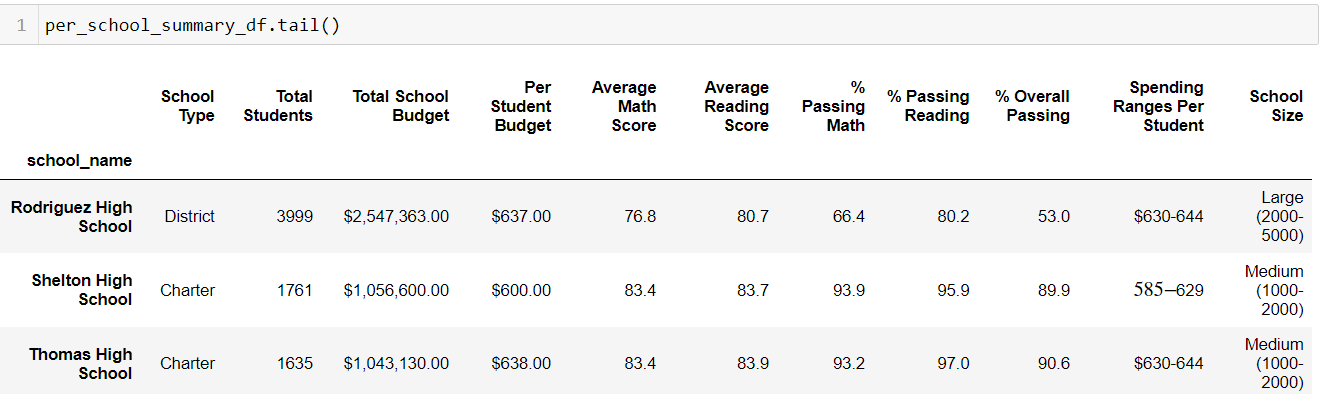 1 per_school_summary_df.tail()
School Type Total Students Total School Budget Per Student Budget Average Math Score Average Reading Score % Passing Math % Passing Reading % Overall Passing Spending Ranges Per Student School Size
school_name
Rodriguez High School District 3999 $2,547,363.00 $637.00 76.8 80.7 66.4 80.2 53.0 $630-644 Large (2000-5000)
Shelton High School Charter 1761 $1,056,600.00 $600.00 83.4 83.7 93.9 95.9 89.9 585−629 Medium (1000-2000)
Thomas High School Charter 1635 $1,043,130.00 $638.00 83.4 83.9 93.2 97.0 90.6 $630-644 Medium (1000-2000)